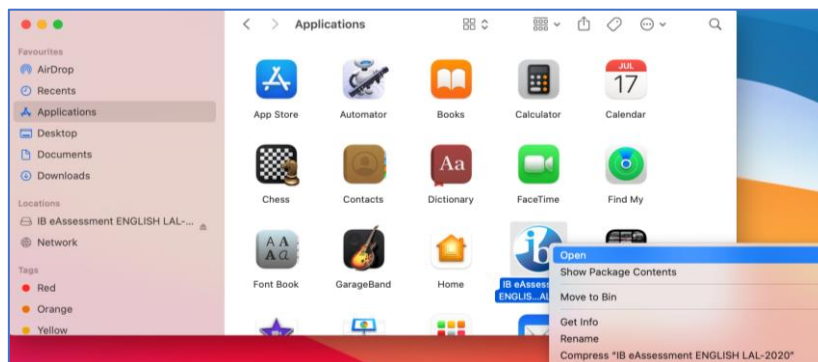 Applications
Favourites
AirDrop
Recents
Applications
Desktop
Documents
Downloads
Locations
IB eAssessment ENGLISH LAL-...
Network
Tags
Red
Orange
Yellow
App Store
Automator
Books
Calculator
JUL
17
Calendar
Chess
Contacts
Aa
Dictionary
FaceTime
Find My
A A
A a
Font Book
GarageBand
Home
ib
IB eAssess
ENGLIS...AL
Open
Show Package Contents
Move to Bin
Get Info
Rename
Compress "IB eAssessment ENGLISH LAL-2020"